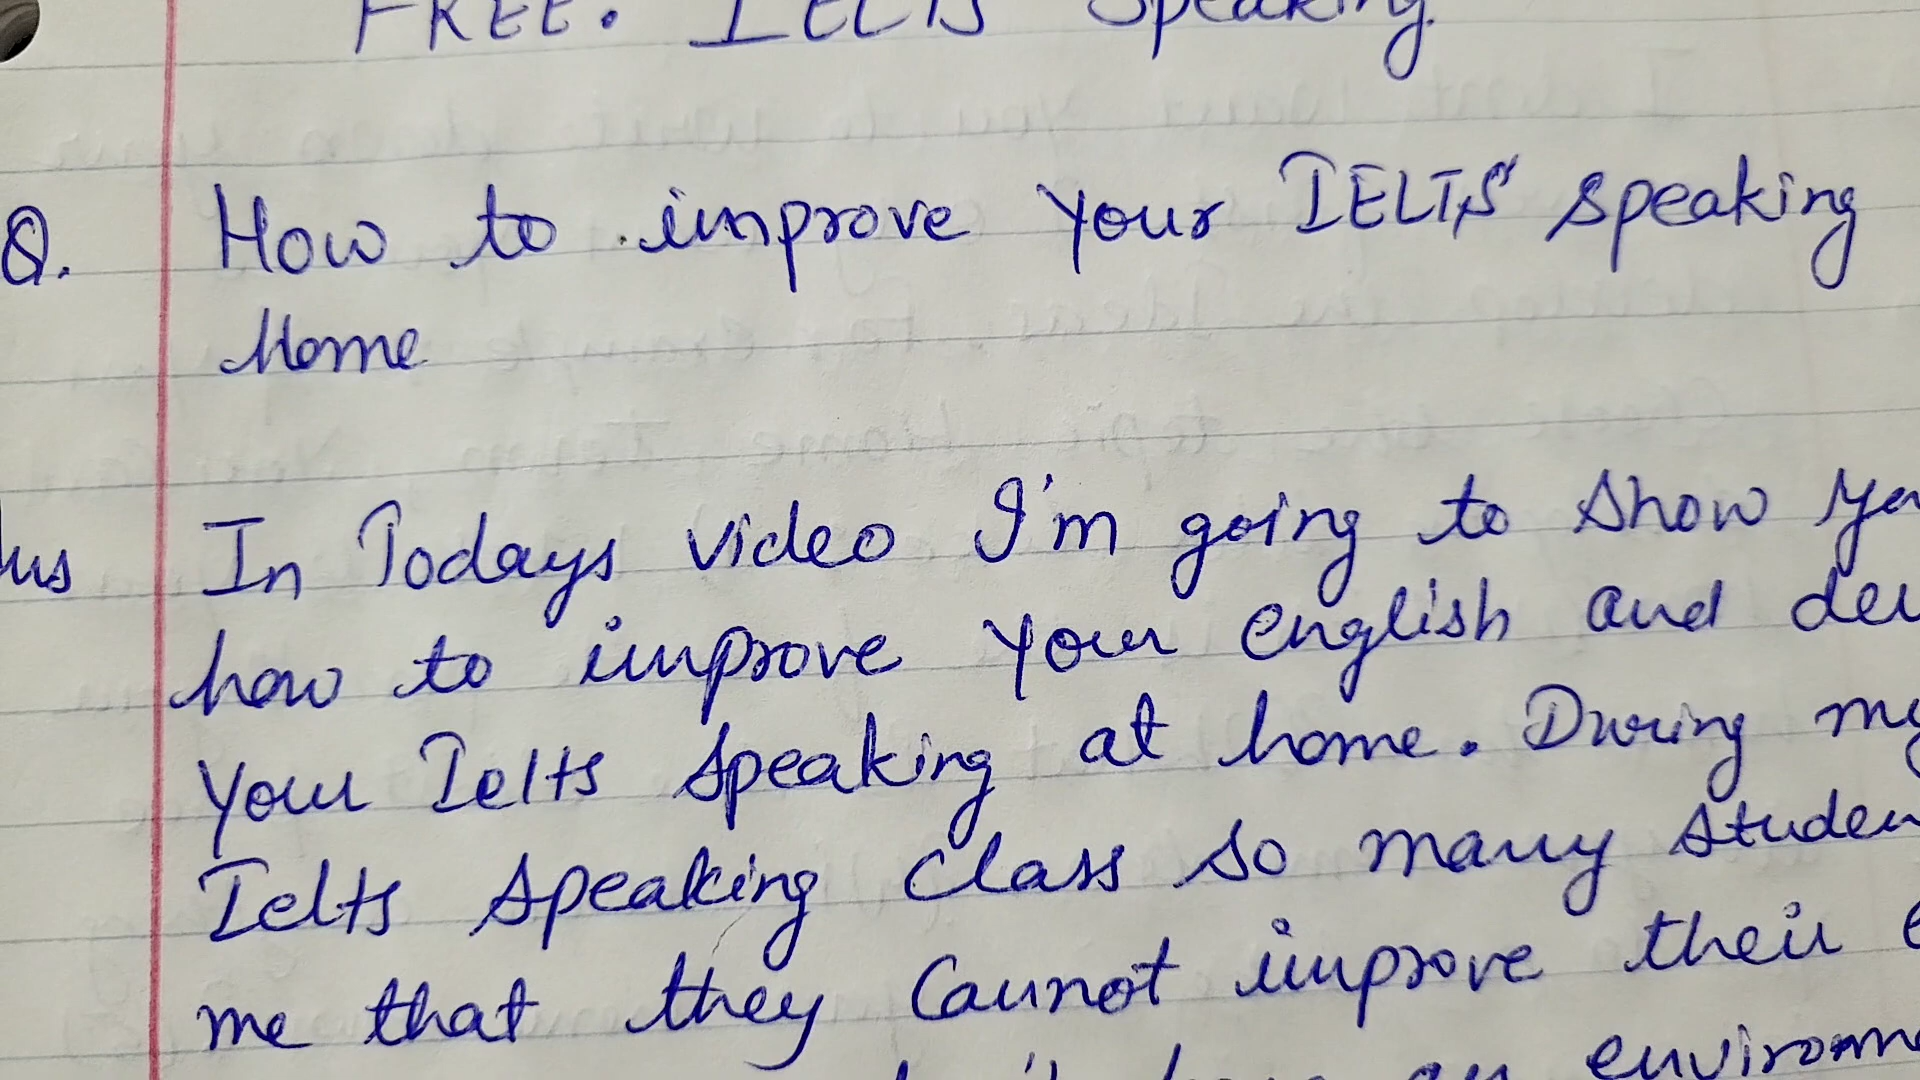 FREE. IELTS Speaking
Q. How to improve your IELTS speaking
Home
In Todays video I'm going to show
how to improve your english and
your Ielts speaking at home. During my
Ielts speaking class so many
me that they Cannot improve their
an